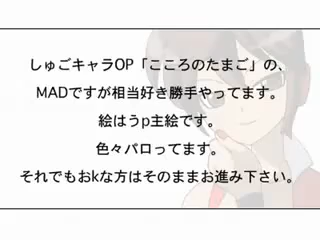 しゅごキャラOP「こころのたまご」の、
MADですが相当好き勝手やってます。
絵はうp主絵です。
色々パロってます。
それでもおkな方はそのままお進み下さい。